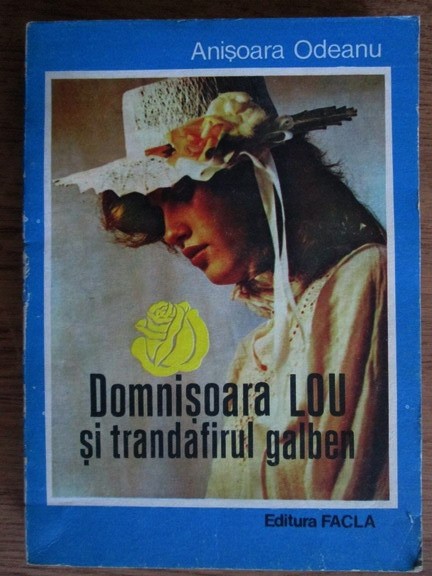 Anișoara Odeanu
Domnișoara LOU
și trandafirul galben
Editura FACLA